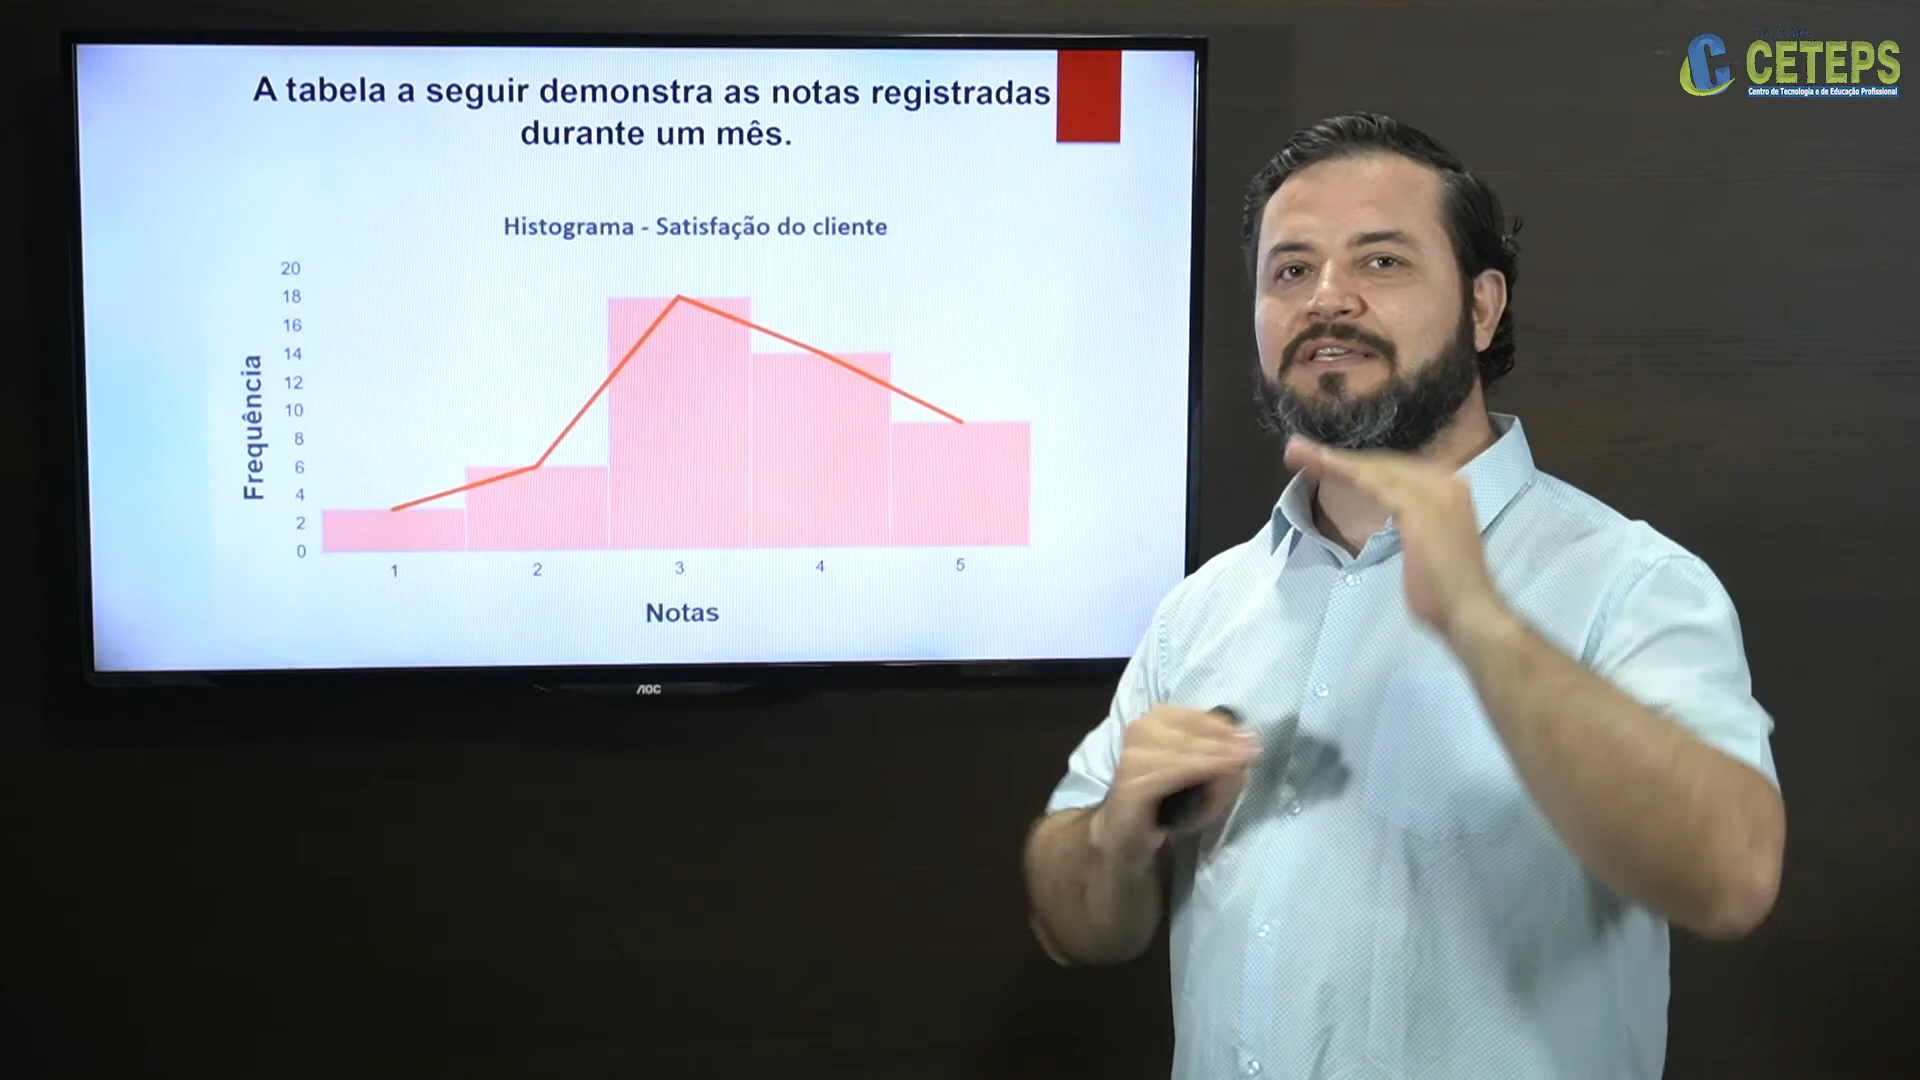 CETEPS
Centro de Tecnologia e de Educação Profissional
A tabela a seguir demonstra as notas registradas
durante um mês.
Histograma - Satisfação do cliente
20
18
16
14
12
10
8
6
4
2
0
Frequência
1 2 3 4 5
Notas
AOC